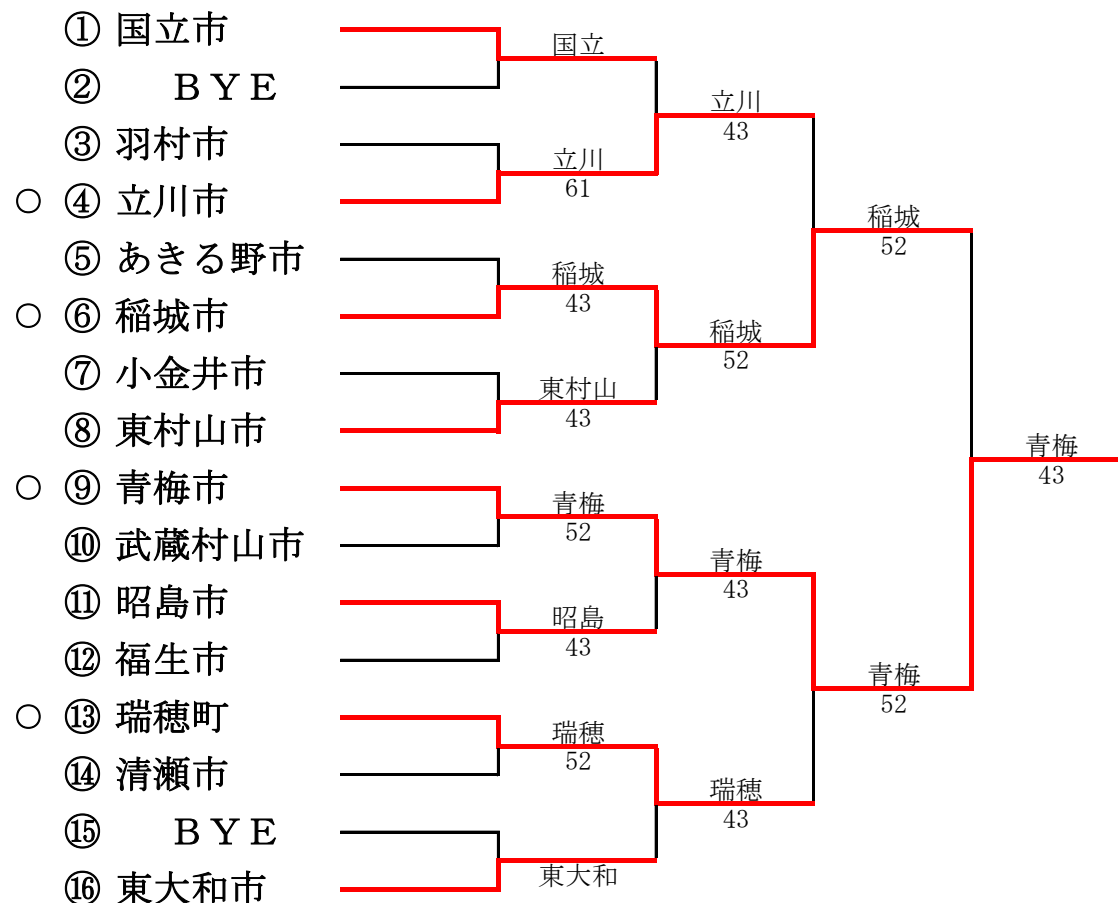 ① 国立市
② ＢＹＥ
③ 羽村市
○ ④ 立川市
⑤ あきる野市
○ ⑥ 稲城市
⑦ 小金井市
⑧ 東村山市
○ ⑨ 青梅市
⑩ 武蔵村山市
⑪ 昭島市
⑫ 福生市
○ ⑬ 瑞穂町
⑭ 清瀬市
⑮ ＢＹＥ
⑯ 東大和市
国立
立川
61
稲城
43
東村山
43
青梅
52
昭島
43
瑞穂
52
東大和
立川
43
稲城
52
青梅
43
瑞穂
43
稲城
52
青梅
52
青梅
43